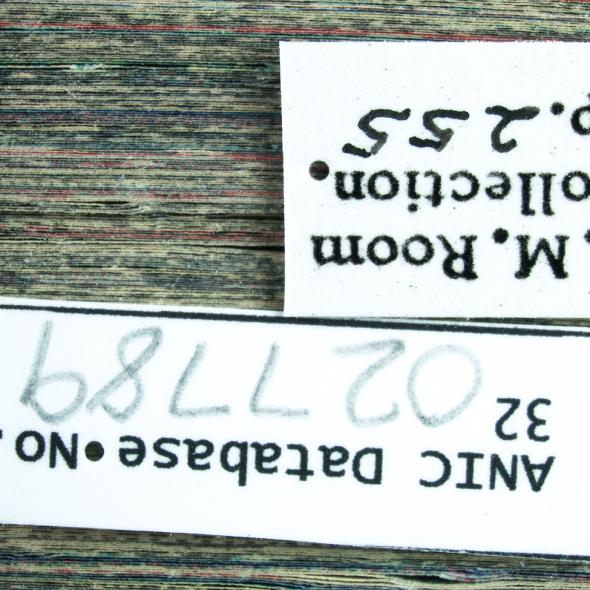 ANIC Database No.
32 027789
. M. Room
ollection.
p. 255